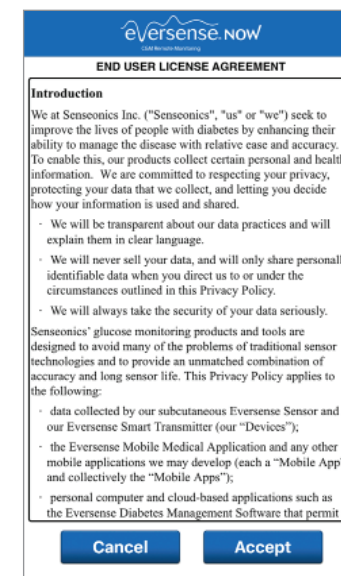 eversense. NOW
CGM Remote Monitoring
END USER LICENSE AGREEMENT
Introduction
We at Senseonics Inc. ("Senseonics", "us" or "we") seek to
improve the lives of people with diabetes by enhancing their
ability to manage the disease with relative ease and accuracy.
To enable this, our products collect certain personal and health
information. We are committed to respecting your privacy,
protecting your data that we collect, and letting you decide
how your information is used and shared.
· We will be transparent about our data practices and will
explain them in clear language.
· We will never sell your data, and will only share personall
identifiable data when you direct us to or under the
circumstances outlined in this Privacy Policy.
· We will always take the security of your data seriously.
Senseonics’ glucose monitoring products and tools are
designed to avoid many of the problems of traditional sensor
technologies and to provide an unmatched combination of
accuracy and long sensor life. This Privacy Policy applies to
the following:
· data collected by our subcutaneous Eversense Sensor and
our Eversense Smart Transmitter (our “Devices”);
· the Eversense Mobile Medical Application and any other
mobile applications we may develop (each a “Mobile App”
and collectively the “Mobile Apps”);
· personal computer and cloud-based applications such as
the Eversense Diabetes Management Software that permit
Cancel
Accept